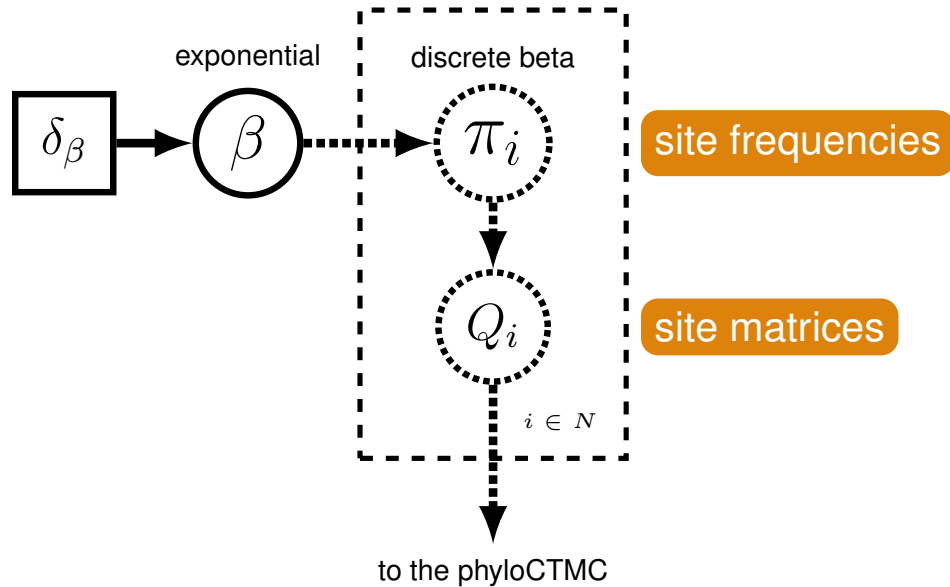 exponential
discrete beta
δβ
β
πi
site frequencies
Qi
site matrices
i ∈ N
to the phyloCTMC